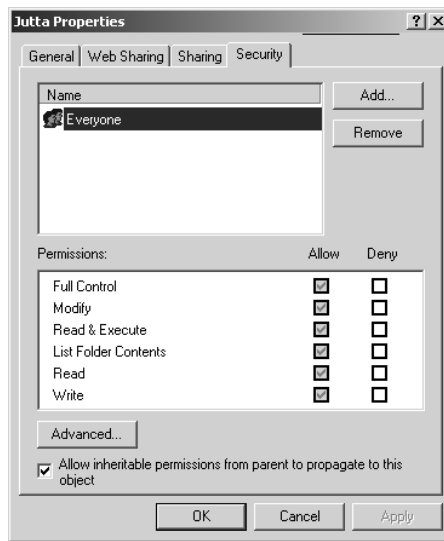 Jutta Properties
General Web Sharing Sharing Security
Name
Add...
Everyone
Remove
Permissions: Allow Deny
Full Control
Modify
Read & Execute
List Folder Contents
Read
Write
Advanced...
Allow inheritable permissions from parent to propagate to this
object
OK Cancel Apply